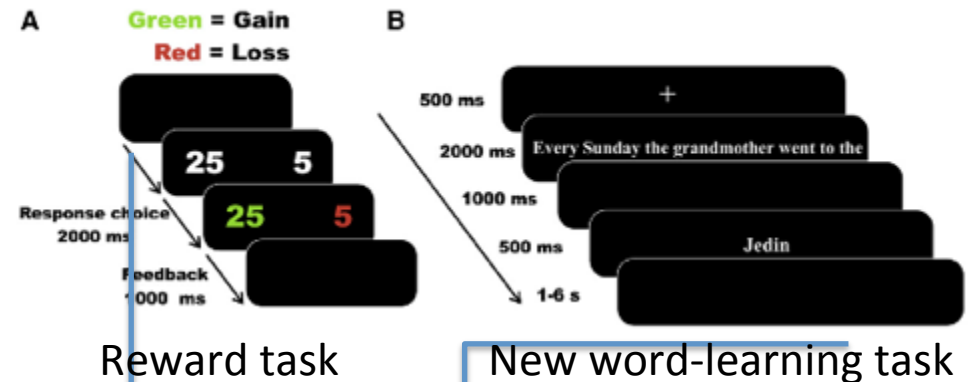 A
Green = Gain
Red = Loss
25 5
Response choice
2000 ms
25 5
Feedback
1000 ms
Reward task
B
500 ms
+
2000 ms
Every Sunday the grandmother went to the
1000 ms
500 ms
Jedin
1-6 s
New word-learning task